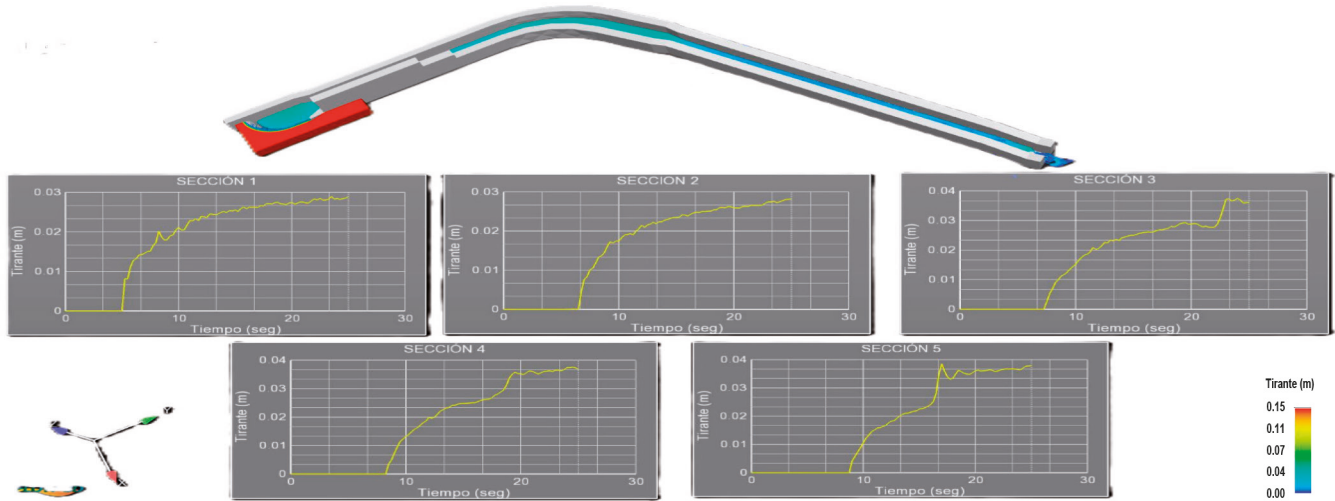 SECCIÓN 1
Tirante (m)
0.03
0.02
0.01
0
0 10 20 30
Tiempo (seg)
SECCION 2
Tirante (m)
0.03
0.02
0.01
0
0 10 20 30
Tiempo (seg)
SECCIÓN 3
Tirante (m)
0.04
0.03
0.02
0.01
0
0 10 20 30
Tiempo (seg)
SECCIÓN 4
Tirante (m)
0.04
0.03
0.02
0.01
0
0 10 20 30
Tiempo (seg)
SECCIÓN 5
Tirante (m)
0.04
0.03
0.02
0.01
0
0 10 20 30
Tiempo (seg)
Tirante (m)
0.15
0.11
0.07
0.04
0.00